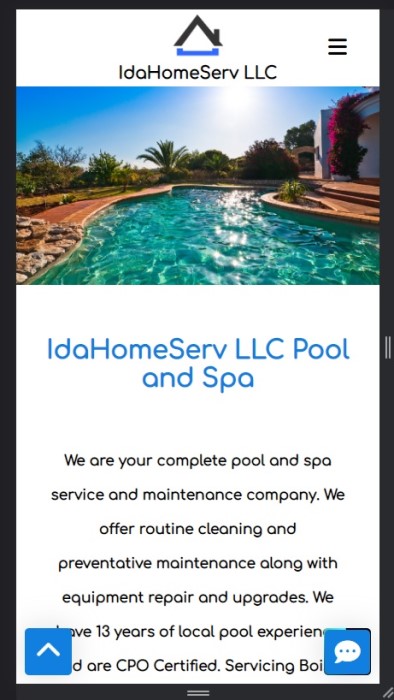 IdaHomeServ LLC
IdaHomeServ LLC Pool
and Spa
We are your complete pool and spa
service and maintenance company. We
offer routine cleaning and
preventative maintenance along with
equipment repair and upgrades. We
13 years of local pool
are CPO Certified. Servicing